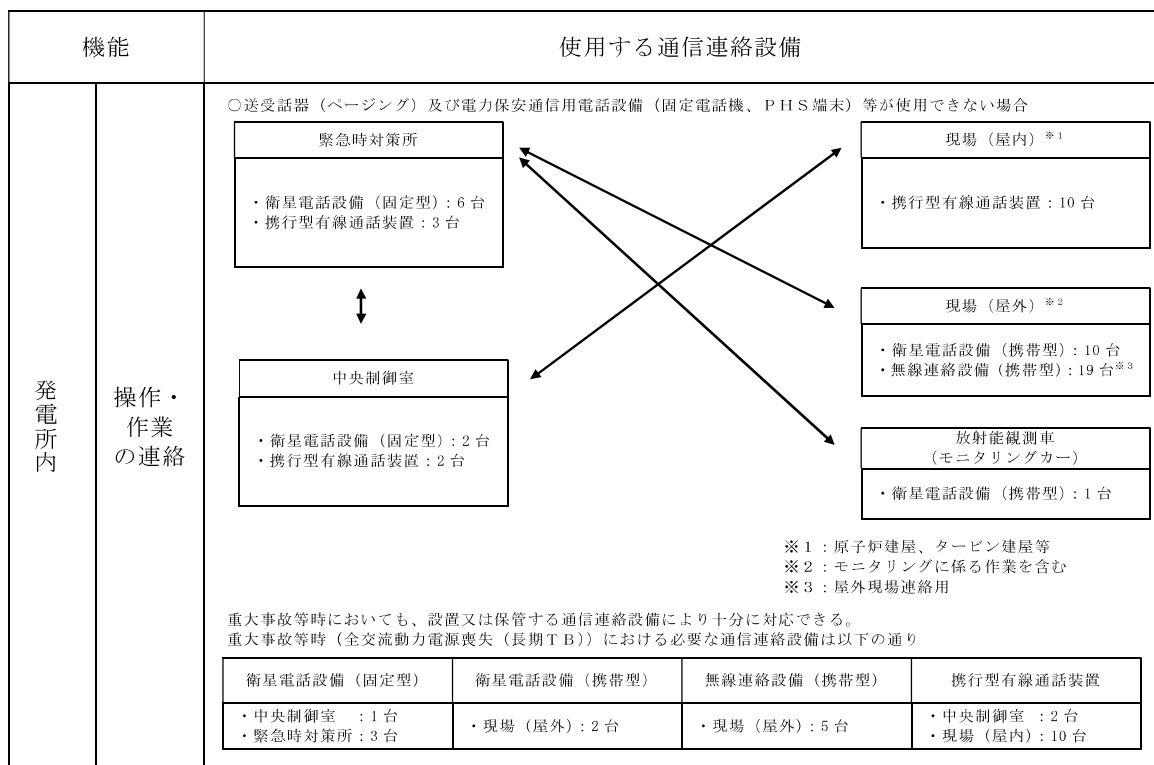 機能
使用する通信連絡設備
発電所内
操作・
作業
の連絡
○送受話器（ページング）及び電力保安通信用電話設備（固定電話機、ＰＨＳ端末）等が使用できない場合
緊急時対策所
・衛星電話設備（固定型）：6台
・携行型有線通話装置：3台
中央制御室
・衛星電話設備（固定型）：2台
・携行型有線通話装置：2台
現場（屋内）※1
・携行型有線通話装置：10台
現場（屋外）※2
・衛星電話設備（携帯型）：10台
・無線連絡設備（携帯型）：19台※3
放射能観測車
（モニタリングカー）
・衛星電話設備（携帯型）：1台
※１：原子炉建屋、タービン建屋等
※２：モニタリングに係る作業を含む
※３：屋外現場連絡用
重大事故等時においても、設置又は保管する通信連絡設備により十分に対応できる。
重大事故等時（全交流動力電源喪失（長期ＴＢ））における必要な通信連絡設備は以下の通り
衛星電話設備（固定型）
衛星電話設備（携帯型）
無線連絡設備（携帯型）
携行型有線通話装置
・中央制御室　：1台
・緊急時対策所：3台
・現場（屋外）：2台
・現場（屋外）：5台
・中央制御室　：2台
・現場（屋内）：10台